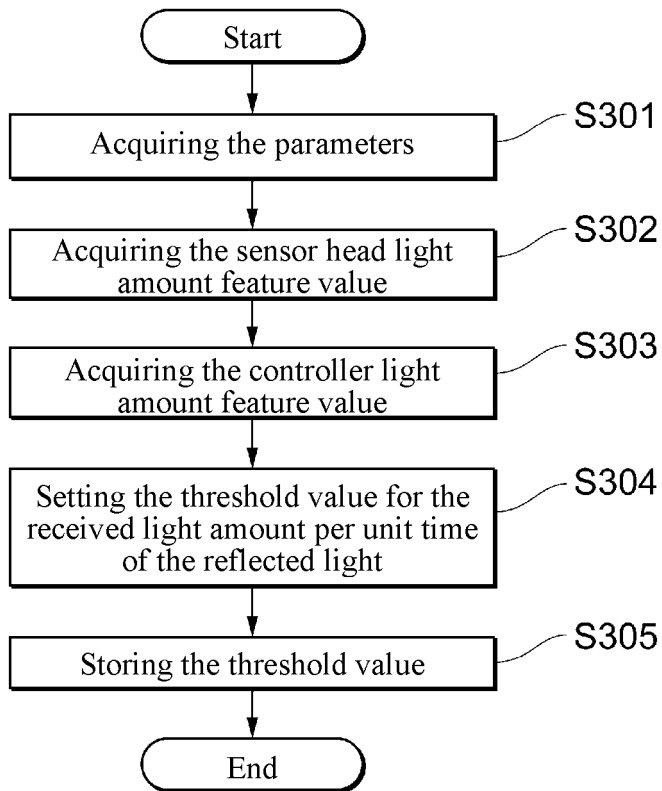 Start
S301
Acquiring the parameters
S302
Acquiring the sensor head light
amount feature value
S303
Acquiring the controller light
amount feature value
S304
Setting the threshold value for the
received light amount per unit time
of the reflected light
S305
Storing the threshold value
End